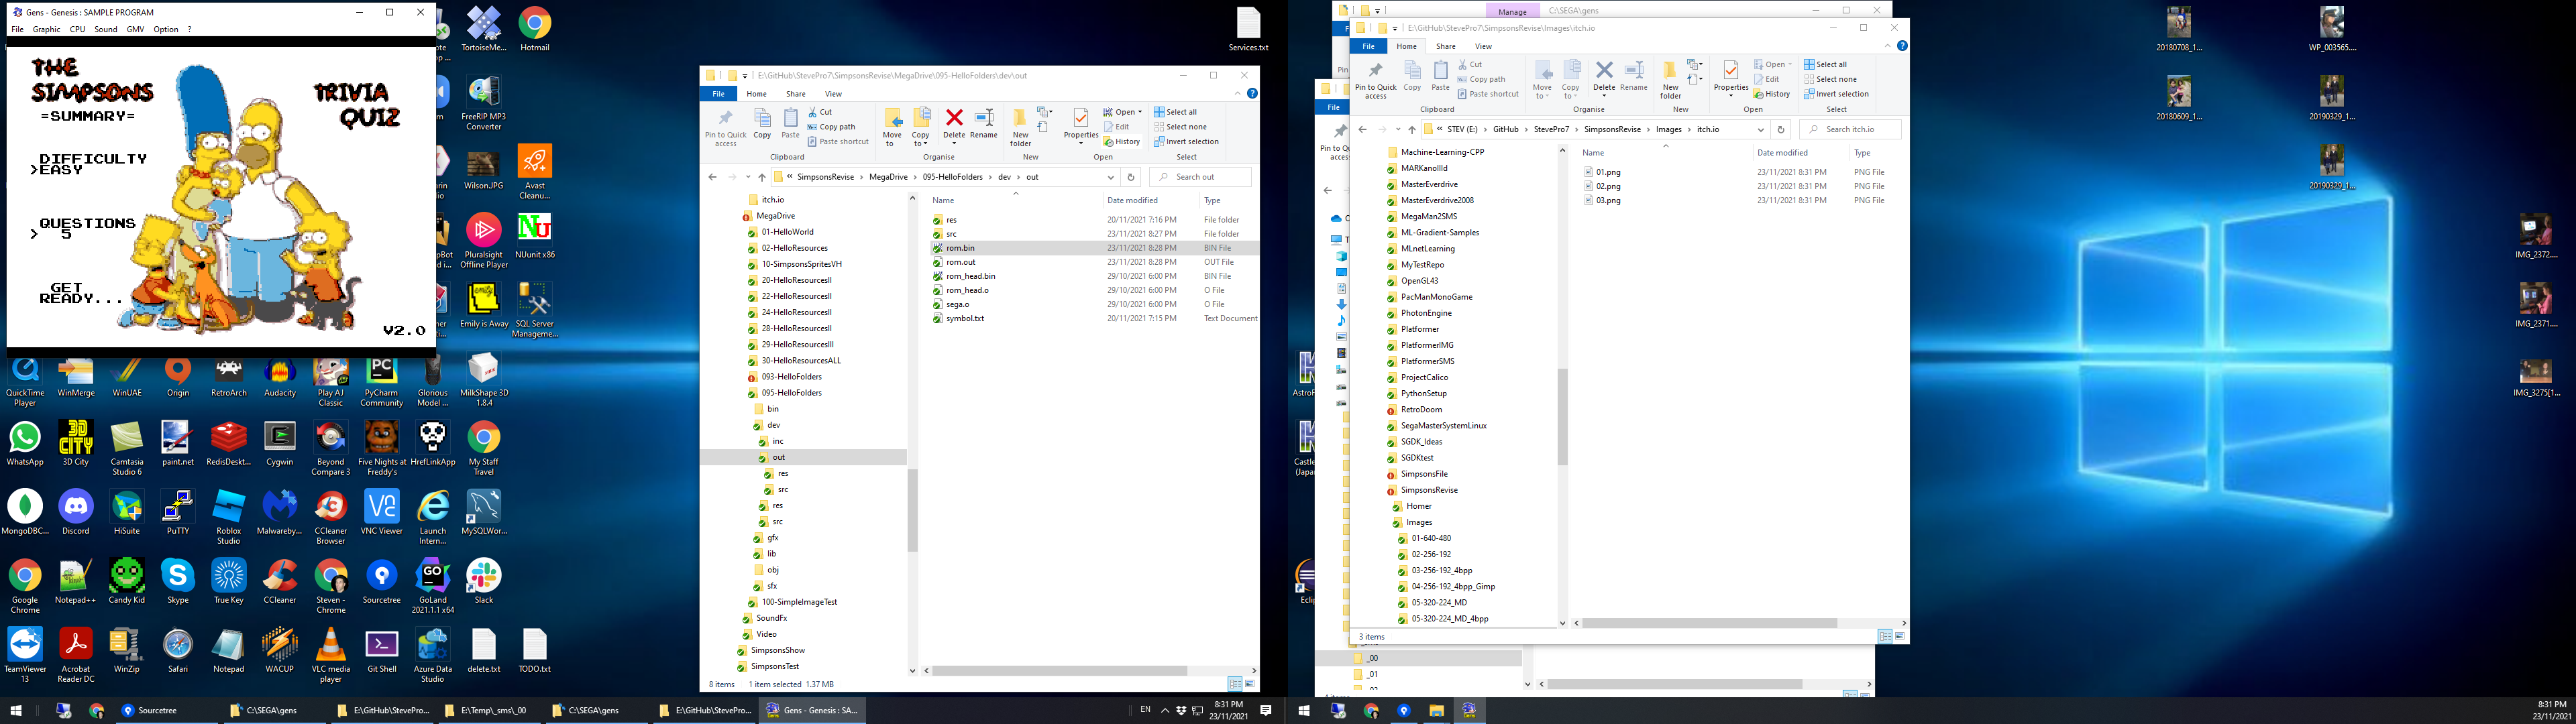 Gens - Genesis : SAMPLE PROGRAM
File Graphic CPU Sound GMV Option ?
THE
SIMPSONS
TRIVIA
QUIZ
=SUMMARY=
DIFFICULTY
>EASY
QUESTIONS
> 5
GET
READY...
V2.0
TortoiseMe...
Hotmail
FreeRIP MP3
Converter
WilsonJPG
Avast
Cleanu...
Pluralsight
Offline Player
NUunit x86
Emily is Away
SQL Server
Manageme...
QuickTime
Player
WinMerge
WinUAE
Origin
RetroArch
Audacity
Play AJ
Classic
PyCharm
Community
Glorious
Model ...
MilkShape 3D
1.8.4
WhatsApp
3D City
Camtasia
Studio 6
paint.net
RedisDeskt...
Cygwin
Beyond
Compare 3
Five Nights at
Freddy's
HrefLinkApp
My Staff
Travel
MongoDBC...
Discord
HiSuite
PuTTY
Roblox
Studio
Malwareby...
CCleaner
Browser
VNC Viewer
Launch
Intern...
MySQLWor...
Google
Chrome
Notepad++
Candy Kid
Skype
True Key
CCleaner
Steven -
Chrome
Sourcetree
GoLand
2021.1.1 x64
Slack
TeamViewer
13
Acrobat
Reader DC
WinZip
Safari
Notepad
WACUP
VLC media
player
Git Shell
Azure Data
Studio
delete.txt
TODO.txt
Services.txt
E:\GitHub\StevePro7\SimpsonsRevise\MegaDrive\095-HelloFolders\dev\out
File Home Share View
Pin to Quick
access
Copy
Paste
Cut
Copy path
Paste shortcut
Clipboard
Move
to
Copy
to
Delete
Rename
Organise
New
folder
New
Properties
Open
Edit
History
Open
Select all
Select none
Invert selection
Select
« SimpsonsRevise > MegaDrive > 095-HelloFolders > dev > out
Search out
itch.io
MegaDrive
01-HelloWorld
02-HelloResources
10-SimpsonsSpritesVH
20-HelloResourcesII
22-HelloResourcesII
24-HelloResourcesII
28-HelloResourcesII
29-HelloResourcesIII
30-HelloResourcesALL
093-HelloFolders
095-HelloFolders
bin
dev
inc
out
res
src
res
src
gfx
lib
obj
sfx
100-SimpleImageTest
SoundFx
Video
SimpsonsShow
SimpsonsTest
Name Date modified Type
res 20/11/2021 7:16 PM File folder
src 23/11/2021 8:27 PM File folder
rom.bin 23/11/2021 8:28 PM BIN File
rom.out 23/11/2021 8:28 PM OUT File
rom_head.bin 29/10/2021 6:00 PM BIN File
rom_head.o 29/10/2021 6:00 PM O File
sega.o 29/10/2021 6:00 PM O File
symbol.txt 20/11/2021 7:15 PM Text Document
8 items 1 item selected 1.37 MB
Manage
C:\SEGA\gens
E:\GitHub\StevePro7\SimpsonsRevise\Images\itch.io
File Home Share View
Pin to Quick
access
Copy
Paste
Cut
Copy path
Paste shortcut
Clipboard
Move
to
Copy
to
Delete
Rename
Organise
New
folder
New
Properties
Open
Edit
History
Open
Select all
Select none
Invert selection
Select
« STEV (E:) > GitHub > StevePro7 > SimpsonsRevise > Images > itch.io
Search itch.io
Machine-Learning-CPP
MARKanoIIId
MasterEverdrive
MasterEverdrive2008
MegaMan2SMS
ML-Gradient-Samples
MLnetLearning
MyTestRepo
OpenGL43
PacManMonoGame
PhotonEngine
Platformer
PlatformerIMG
PlatformerSMS
ProjectCalico
PythonSetup
RetroDoom
SegaMasterSystemLinux
SGDK_Ideas
SGDKtest
SimpsonsFile
SimpsonsRevise
Homer
Images
01-640-480
02-256-192
03-256-192_4bpp
04-256-192_4bpp_Gimp
05-320-224_MD
05-320-224_MD_4bpp
Name Date modified Type
01.png 23/11/2021 8:31 PM PNG File
02.png 23/11/2021 8:31 PM PNG File
03.png 23/11/2021 8:31 PM PNG File
3 items
_00
_01
20180708_1...
WP_003565....
20180609_1...
20190329_1...
20190329_1...
IMG_2372....
IMG_2371....
IMG_3275[1...
Sourcetree
C:\SEGA\gens
E:\GitHub\StevePro...
E:\Temp\_sms\_00
C:\SEGA\gens
E:\GitHub\StevePro...
Gens - Genesis : SA...
EN
8:31 PM
23/11/2021
8:31 PM
23/11/2021